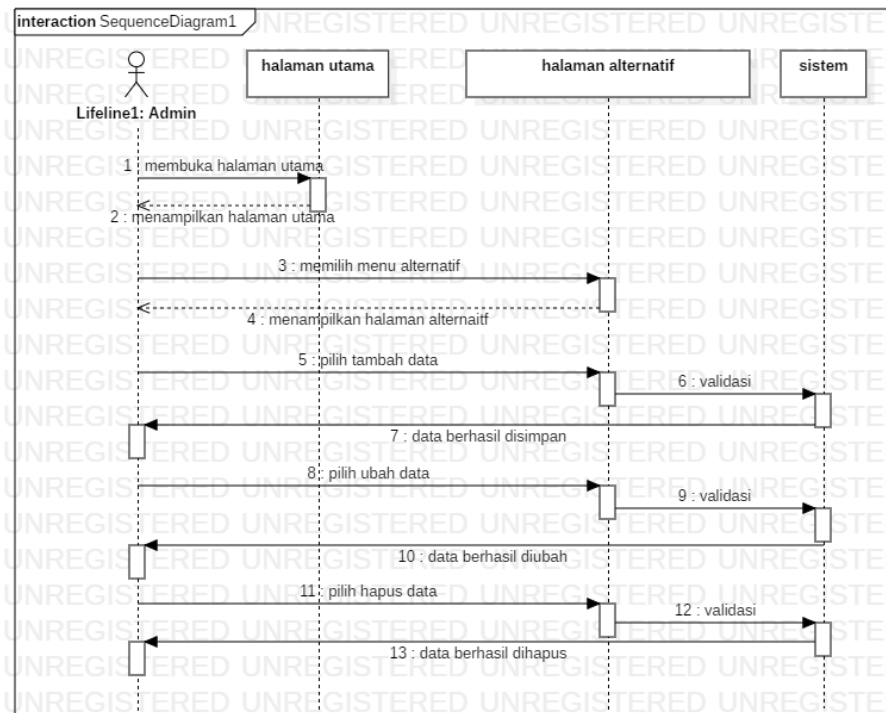 interaction SequenceDiagram1
halaman utama
halaman alternatif
sistem
Lifeline1: Admin
1 : membuka halaman utama
2 : menampilkan halaman utama
3 : memilih menu alternatif
4 : menampilkan halaman alternaitf
5 : pilih tambah data
6 : validasi
7 : data berhasil disimpan
8 : pilih ubah data
9 : validasi
10 : data berhasil diubah
11 : pilih hapus data
12 : validasi
13 : data berhasil dihapus
UNREGISTERED